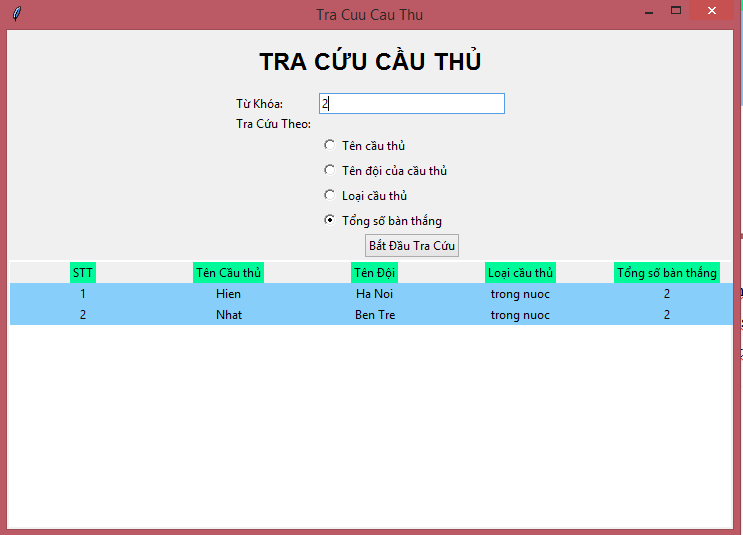 Tra Cuu Cau Thu
TRA CỨU CẦU THỦ
Từ Khóa: 2
Tra Cứu Theo:
Tên cầu thủ
Tên đội của cầu thủ
Loại cầu thủ
Tổng số bàn thắng
Bắt Đầu Tra Cứu
STT Tên Cầu thủ Tên Đội Loại cầu thủ Tổng số bàn thắng
1 Hien Ha Noi trong nuoc 2
2 Nhat Ben Tre trong nuoc 2